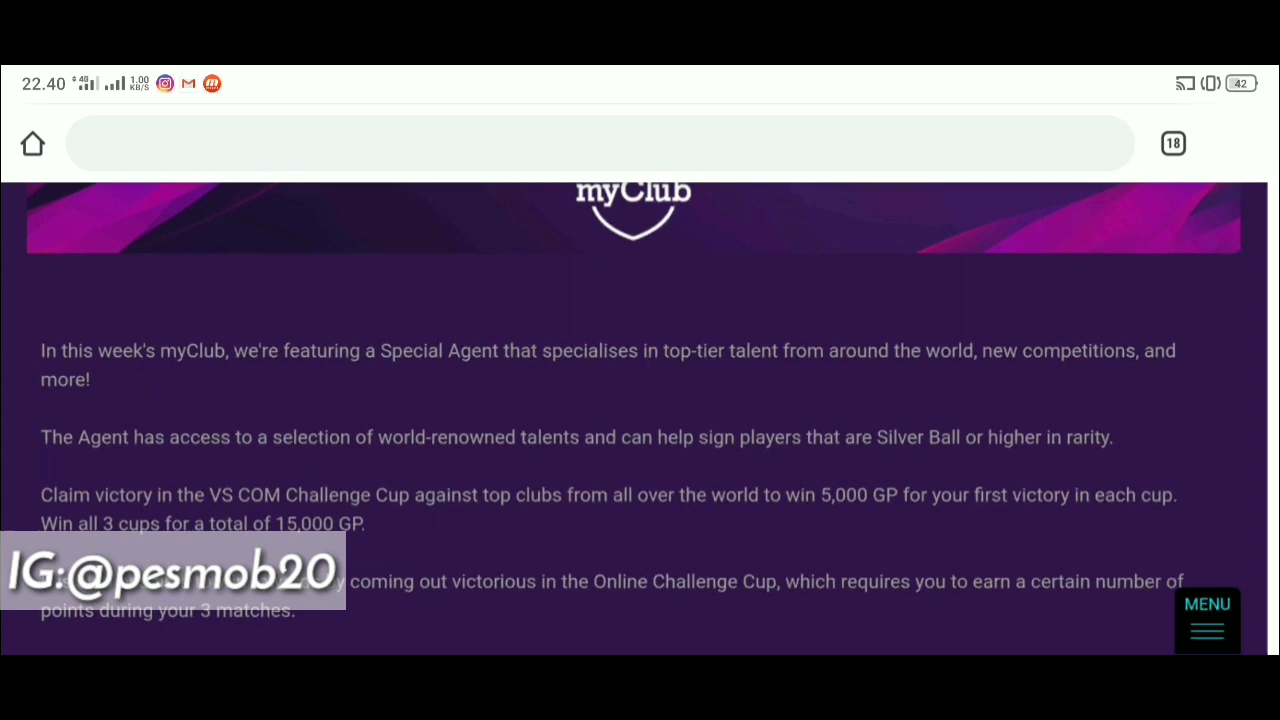 22.40 4G 1.00 KB/S 42
18
myClub
In this week's myClub, we're featuring a Special Agent that specialises in top-tier talent from around the world, new competitions, and
more!
The Agent has access to a selection of world-renowned talents and can help sign players that are Silver Ball or higher in rarity.
Claim victory in the VS COM Challenge Cup against top clubs from all over the world to win 5,000 GP for your first victory in each cup.
Win all 3 cups for a total of 15,000 GP.
IG:@pesmob20
coming out victorious in the Online Challenge Cup, which requires you to earn a certain number of
points during your 3 matches.
MENU